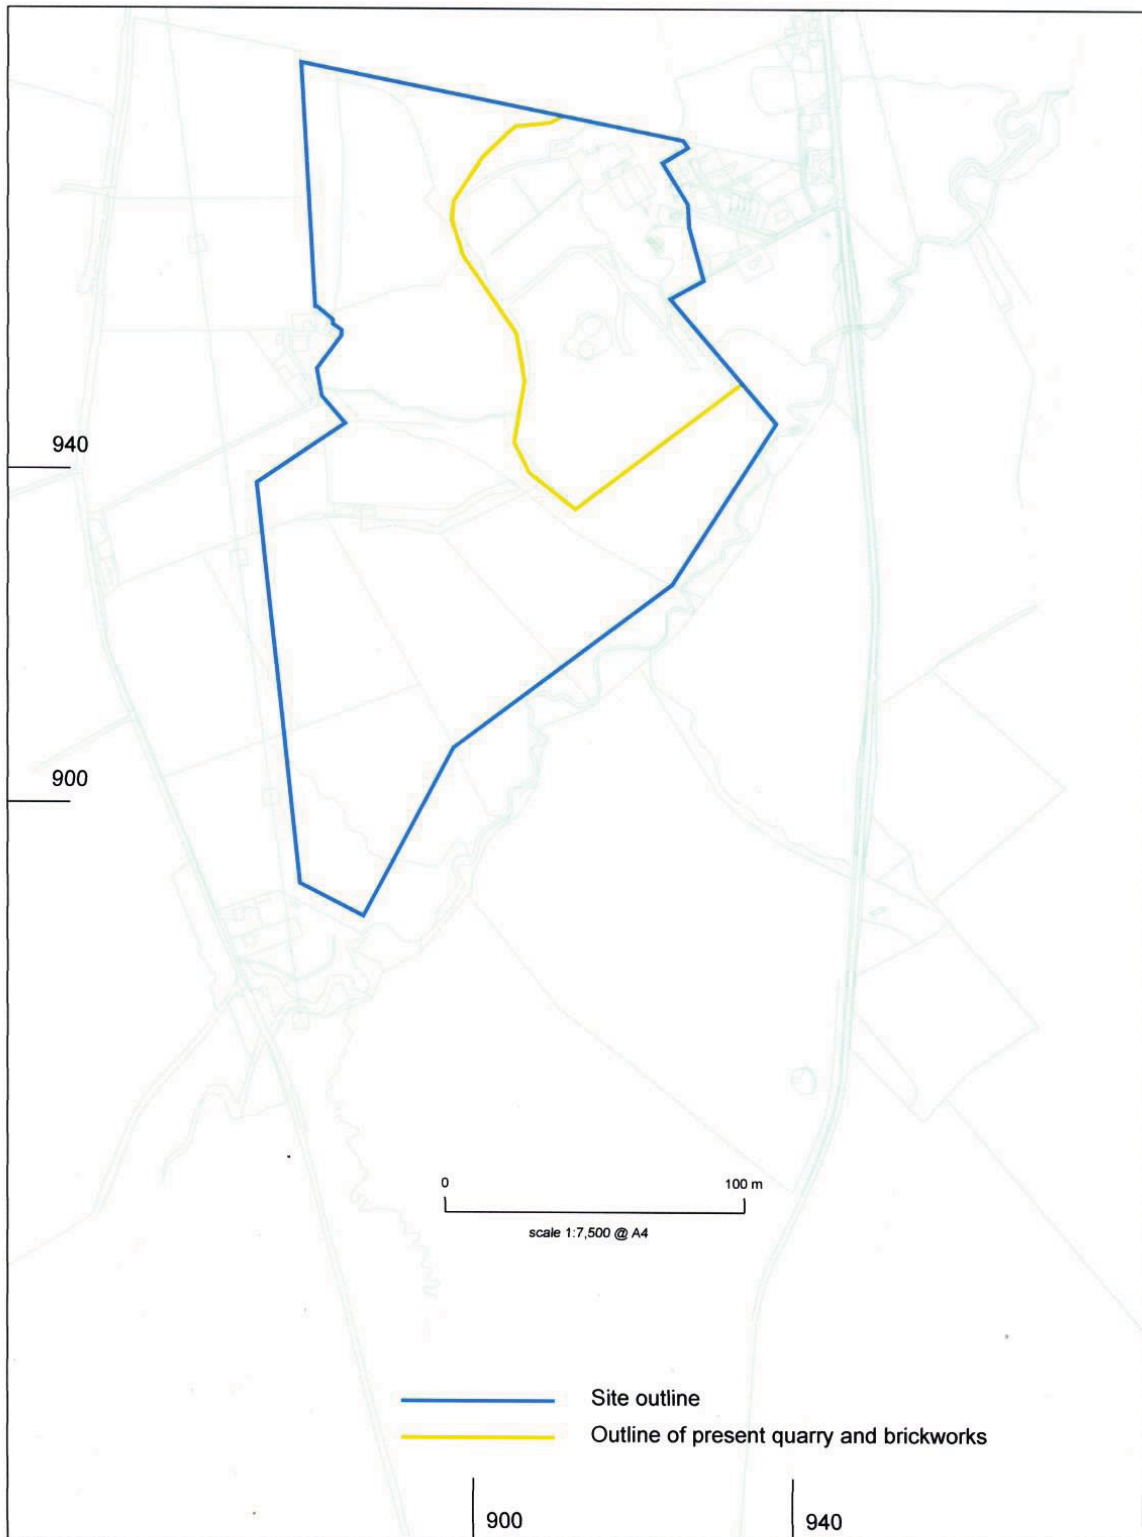 940
900
0 100 m
scale 1:7,500 @ A4
Site outline
Outline of present quarry and brickworks
900 940